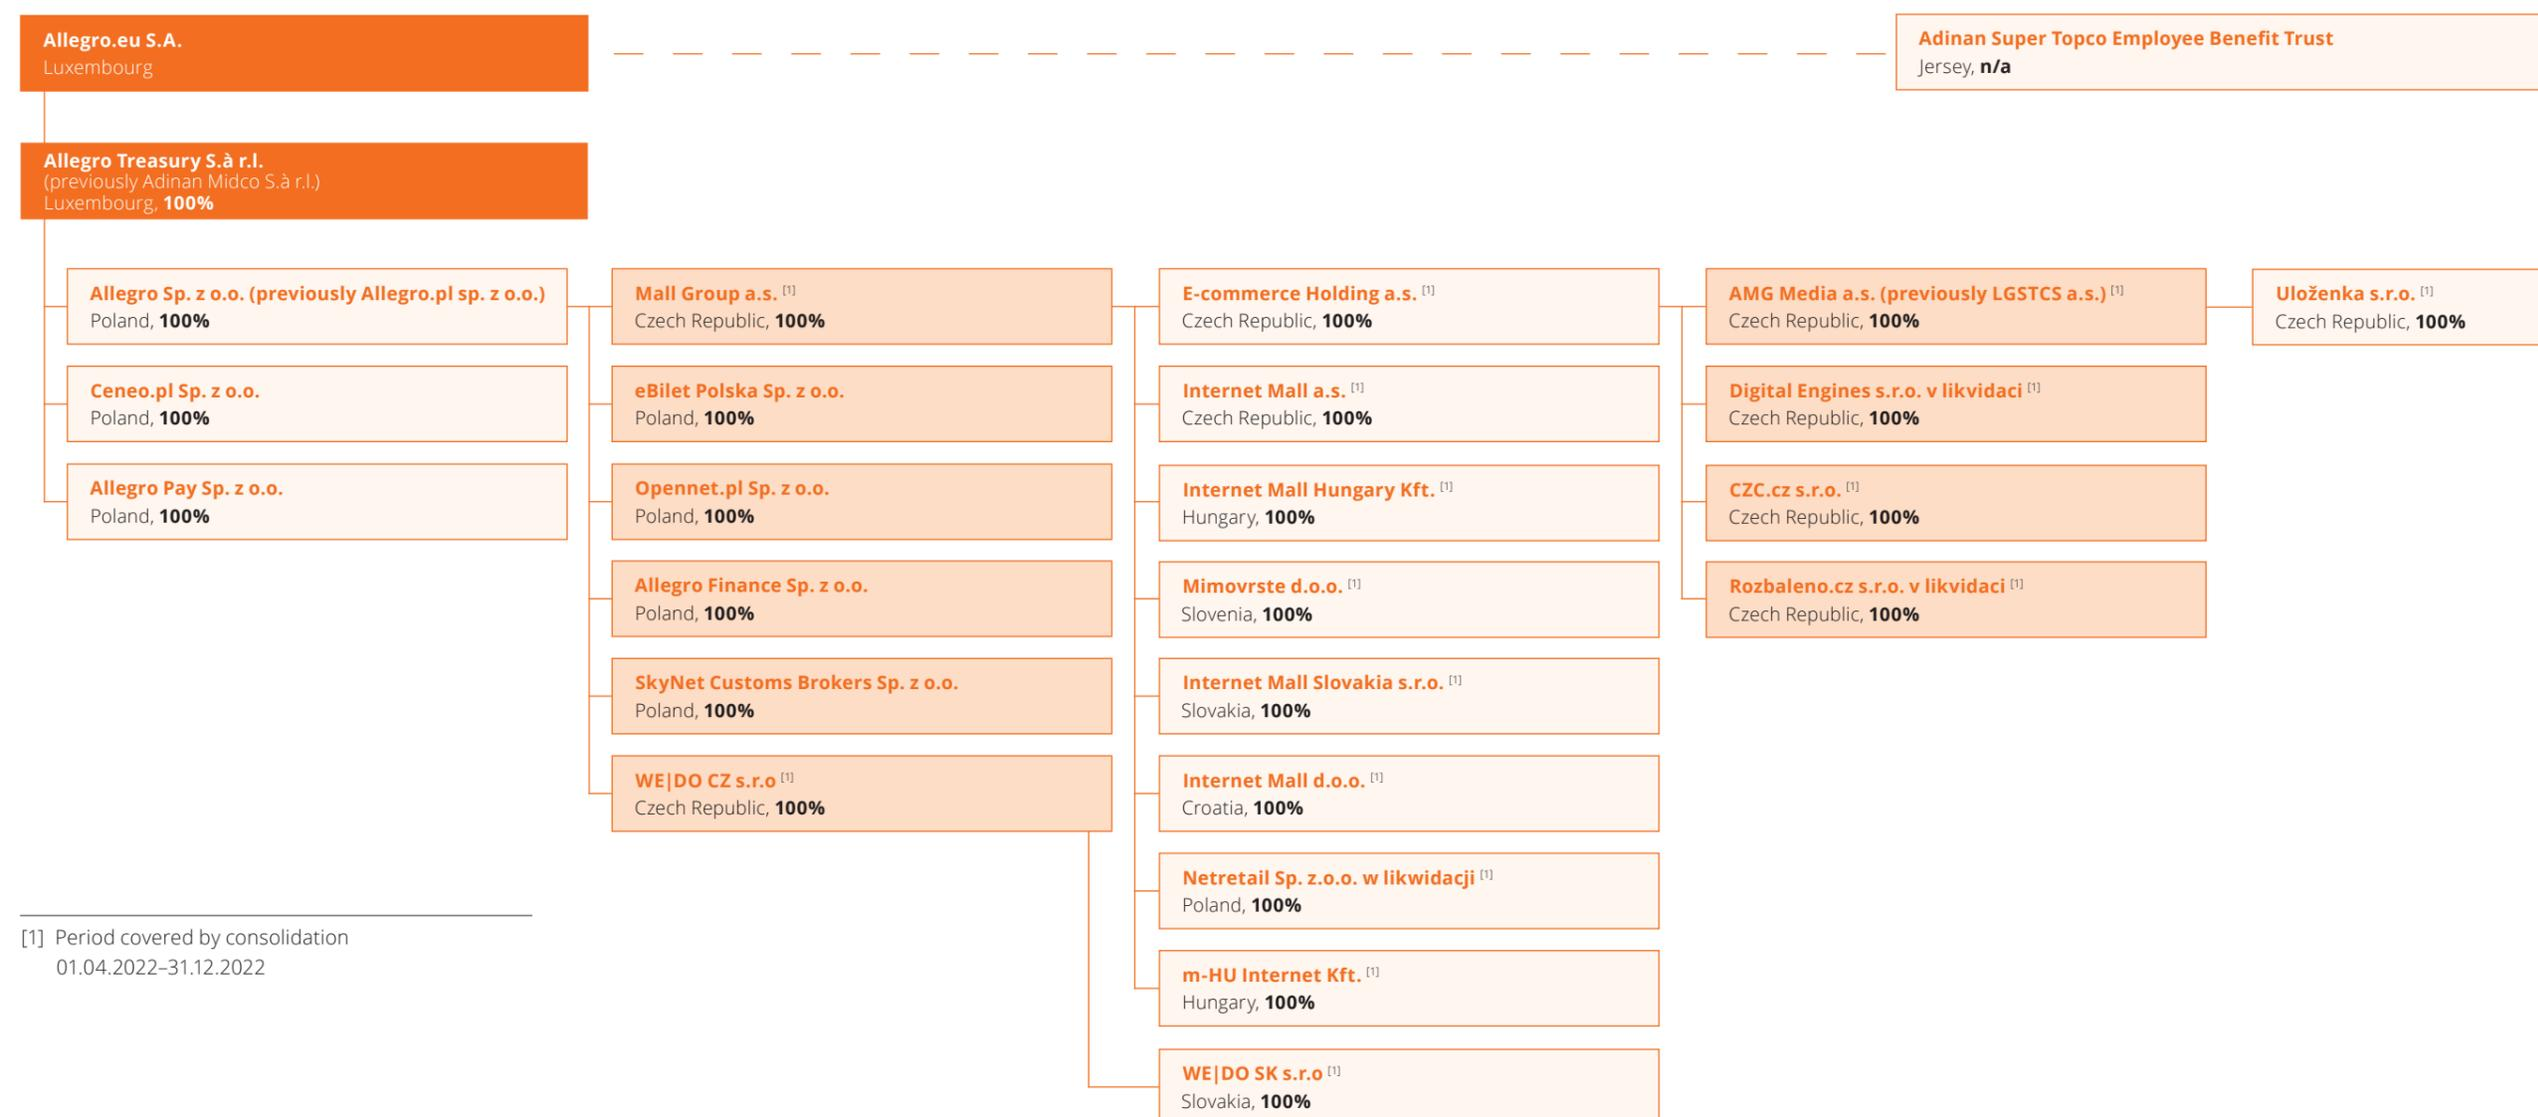 Allegro.eu S.A.
Luxembourg
Adinan Super Topco Employee Benefit Trust
Jersey, n/a
Allegro Treasury S.à r.l.
(previously Adinan Midco S.à r.l.)
Luxembourg, 100%
Allegro Sp. z o.o. (previously Allegro.pl sp. z o.o.)
Poland, 100%
Ceneo.pl Sp. z o.o.
Poland, 100%
Allegro Pay Sp. z o.o.
Poland, 100%
Mall Group a.s. [1]
Czech Republic, 100%
eBilet Polska Sp. z o.o.
Poland, 100%
Opennet.pl Sp. z o.o.
Poland, 100%
Allegro Finance Sp. z o.o.
Poland, 100%
SkyNet Customs Brokers Sp. z o.o.
Poland, 100%
WE|DO CZ s.r.o [1]
Czech Republic, 100%
E-commerce Holding a.s. [1]
Czech Republic, 100%
Internet Mall a.s. [1]
Czech Republic, 100%
Internet Mall Hungary Kft. [1]
Hungary, 100%
Mimovrste d.o.o. [1]
Slovenia, 100%
Internet Mall Slovakia s.r.o. [1]
Slovakia, 100%
Internet Mall d.o.o. [1]
Croatia, 100%
Netretail Sp. z.o.o. w likwidacji [1]
Poland, 100%
m-HU Internet Kft. [1]
Hungary, 100%
WE|DO SK s.r.o [1]
Slovakia, 100%
AMG Media a.s. (previously LGSTCS a.s.) [1]
Czech Republic, 100%
Digital Engines s.r.o. v likvidaci [1]
Czech Republic, 100%
CZC.cz s.r.o. [1]
Czech Republic, 100%
Rozbaleno.cz s.r.o. v likvidaci [1]
Czech Republic, 100%
Uloženka s.r.o. [1]
Czech Republic, 100%
[1] Period covered by consolidation
01.04.2022–31.12.2022